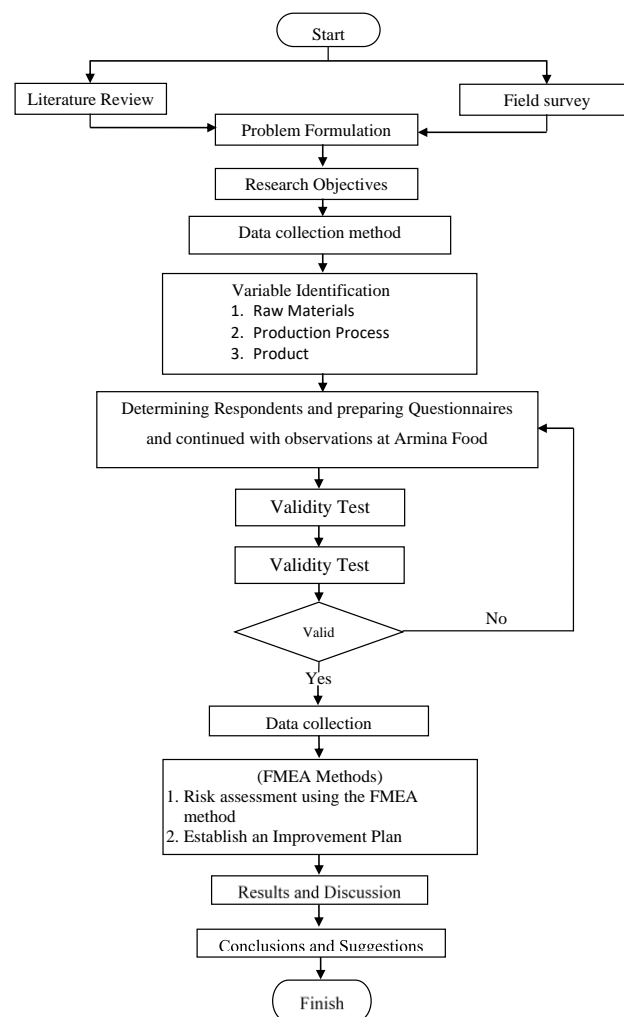 Start
Literature Review
Field survey
Problem Formulation
Research Objectives
Data collection method
Variable Identification
1. Raw Materials
2. Production Process
3. Product
Determining Respondents and preparing Questionnaires
and continued with observations at Armina Food
Validity Test
Validity Test
Valid
No
Yes
Data collection
(FMEA Methods)
1. Risk assessment using the FMEA
method
2. Establish an Improvement Plan
Results and Discussion
Conclusions and Suggestions
Finish